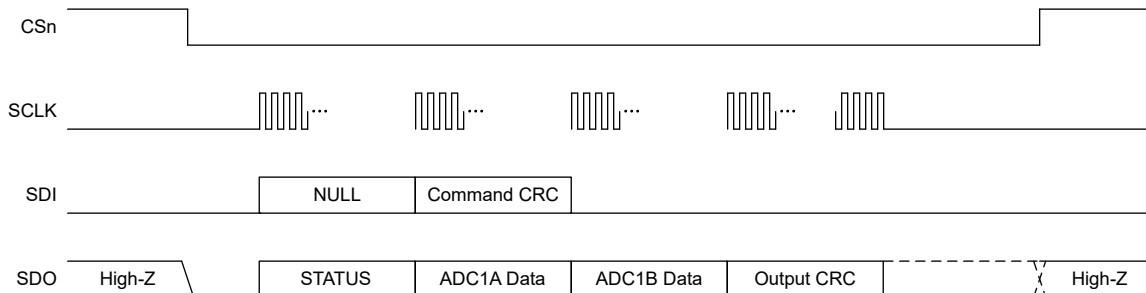 CSn
SCLK ... ... ... ...
SDI NULL Command CRC
SDO High-Z STATUS ADC1A Data ADC1B Data Output CRC High-Z